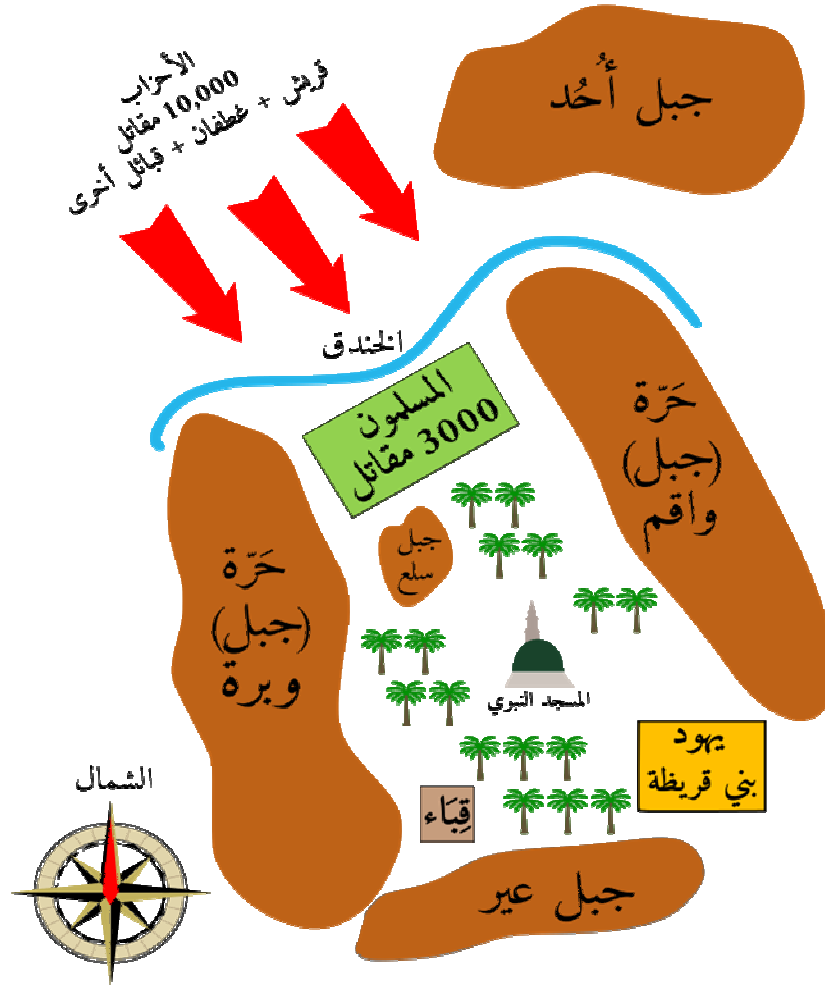 الأحزاب
10,000 مقاتل
قريش + غطفان + قبائل أخرى
جبل أُحُد
الخندق
المسلمون
3000 مقاتل
حَرّة
(جبل)
واقم
جبل
سلع
حَرّة
(جبل)
وبرة
المسجد النبوي
يهود
بني قريظة
قِبَاء
الشمال
جبل عير